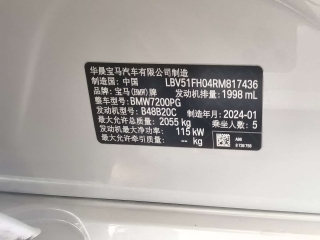 华晨宝马汽车有限公司制造
制造国: 中国 LBV51FH04RM817436
品牌: 宝马(BMW)牌 发动机排量: 1998 mL
整车型号: BMW7200PG
发动机型号: B48B20C 制造年月: 2024-01
最大允许总质量: 2055 kg 乘坐人数: 5
最大净功率: 115 kW
最大允许牵引质量: -- kg